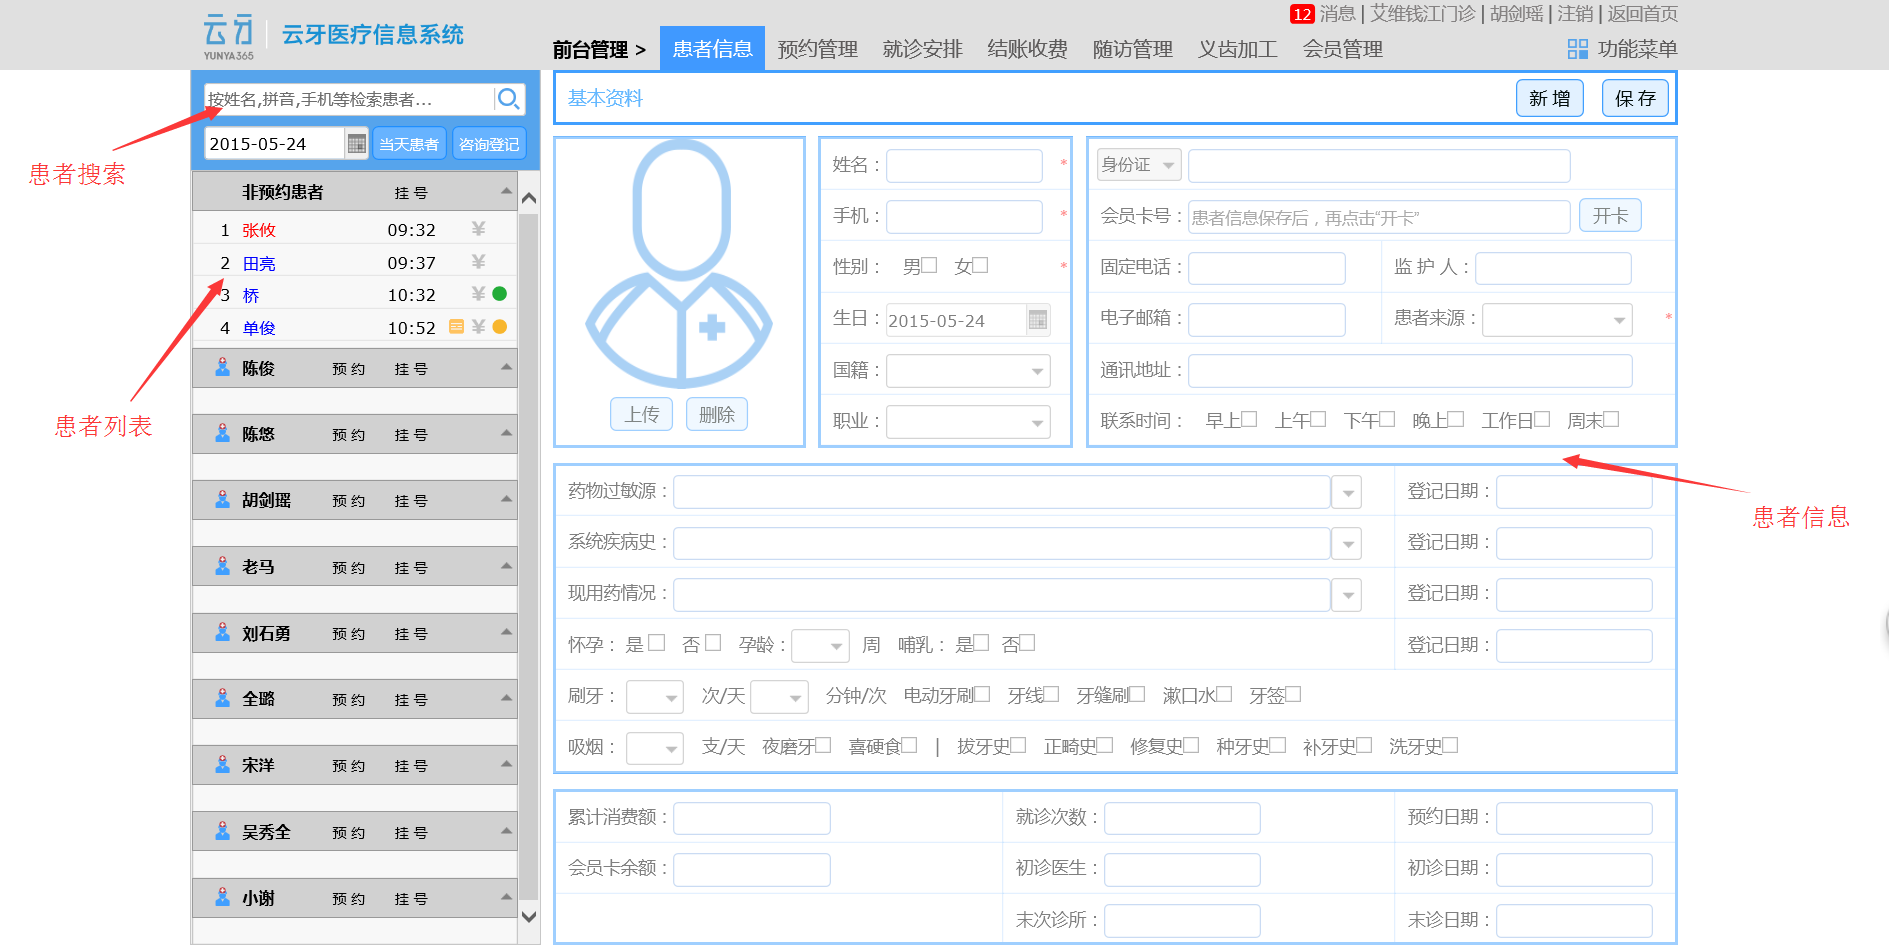 12 消息 | 艾维钱江门诊 | 胡剑瑶 | 注销 | 返回首页
云牙 YUNYA365 云牙医疗信息系统
前台管理 > 患者信息 预约管理 就诊安排 结账收费 随访管理 义齿加工 会员管理 功能菜单
按姓名,拼音,手机等检索患者...
2015-05-24 当天患者 咨询登记
患者搜索
非预约患者 挂号
1 张攸 09:32 ¥
2 田亮 09:37 ¥
3 桥 10:32 ¥
4 单俊 10:52 ¥
患者列表
陈俊 预约 挂号
陈悠 预约 挂号
胡剑瑶 预约 挂号
老马 预约 挂号
刘石勇 预约 挂号
全璐 预约 挂号
宋洋 预约 挂号
吴秀全 预约 挂号
小谢 预约 挂号
基本资料 新增 保存
上传 删除
姓名： *
手机： *
性别： 男 女 *
生日：2015-05-24
国籍：
职业：
身份证
会员卡号：患者信息保存后，再点击“开卡” 开卡
固定电话： 监护人：
电子邮箱： 患者来源： *
通讯地址：
联系时间： 早上 上午 下午 晚上 工作日 周末
患者信息
药物过敏源： 登记日期：
系统疾病史： 登记日期：
现用药情况： 登记日期：
怀孕： 是 否 孕龄： 周 哺乳： 是 否 登记日期：
刷牙： 次/天 分钟/次 电动牙刷 牙线 牙缝刷 漱口水 牙签
吸烟： 支/天 夜磨牙 喜硬食 | 拔牙史 正畸史 修复史 种牙史 补牙史 洗牙史
累计消费额： 就诊次数： 预约日期：
会员卡余额： 初诊医生： 初诊日期：
末次诊所： 末诊日期：